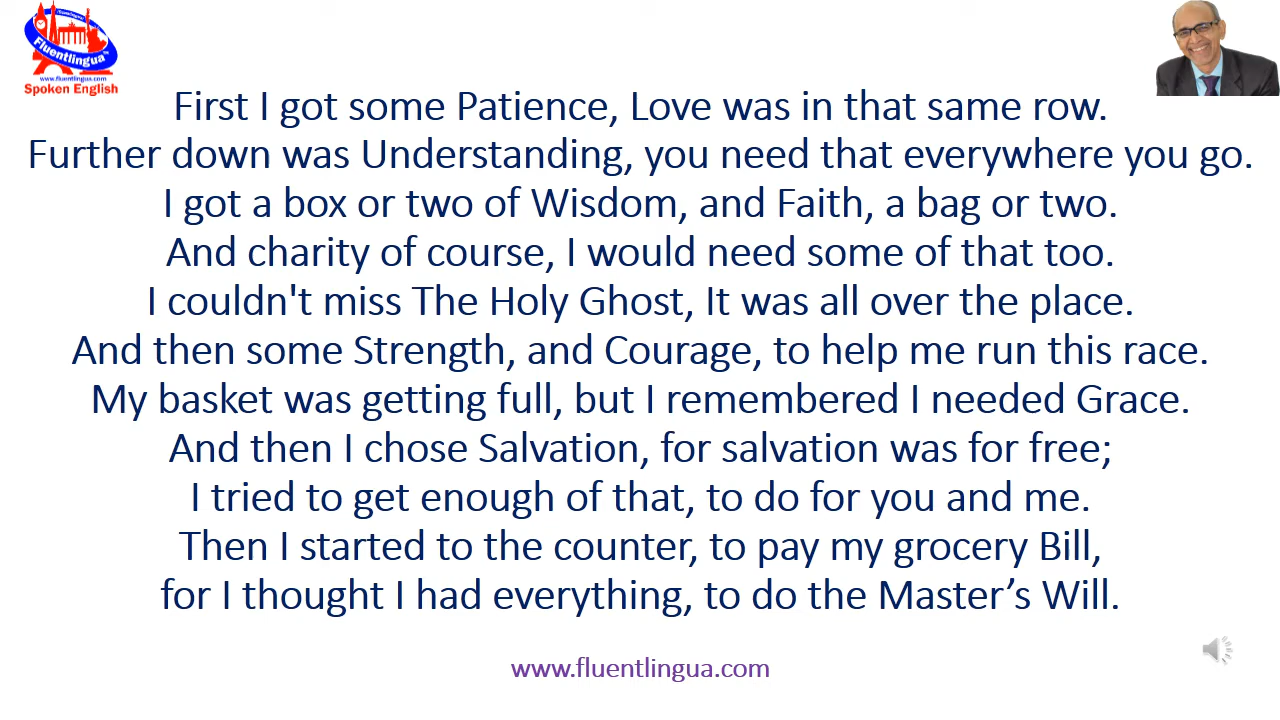 Fluentlingua
www.fluentlingua.com
Spoken English
First I got some Patience, Love was in that same row.
Further down was Understanding, you need that everywhere you go.
I got a box or two of Wisdom, and Faith, a bag or two.
And charity of course, I would need some of that too.
I couldn't miss The Holy Ghost, It was all over the place.
And then some Strength, and Courage, to help me run this race.
My basket was getting full, but I remembered I needed Grace.
And then I chose Salvation, for salvation was for free;
I tried to get enough of that, to do for you and me.
Then I started to the counter, to pay my grocery Bill,
for I thought I had everything, to do the Master’s Will.
www.fluentlingua.com